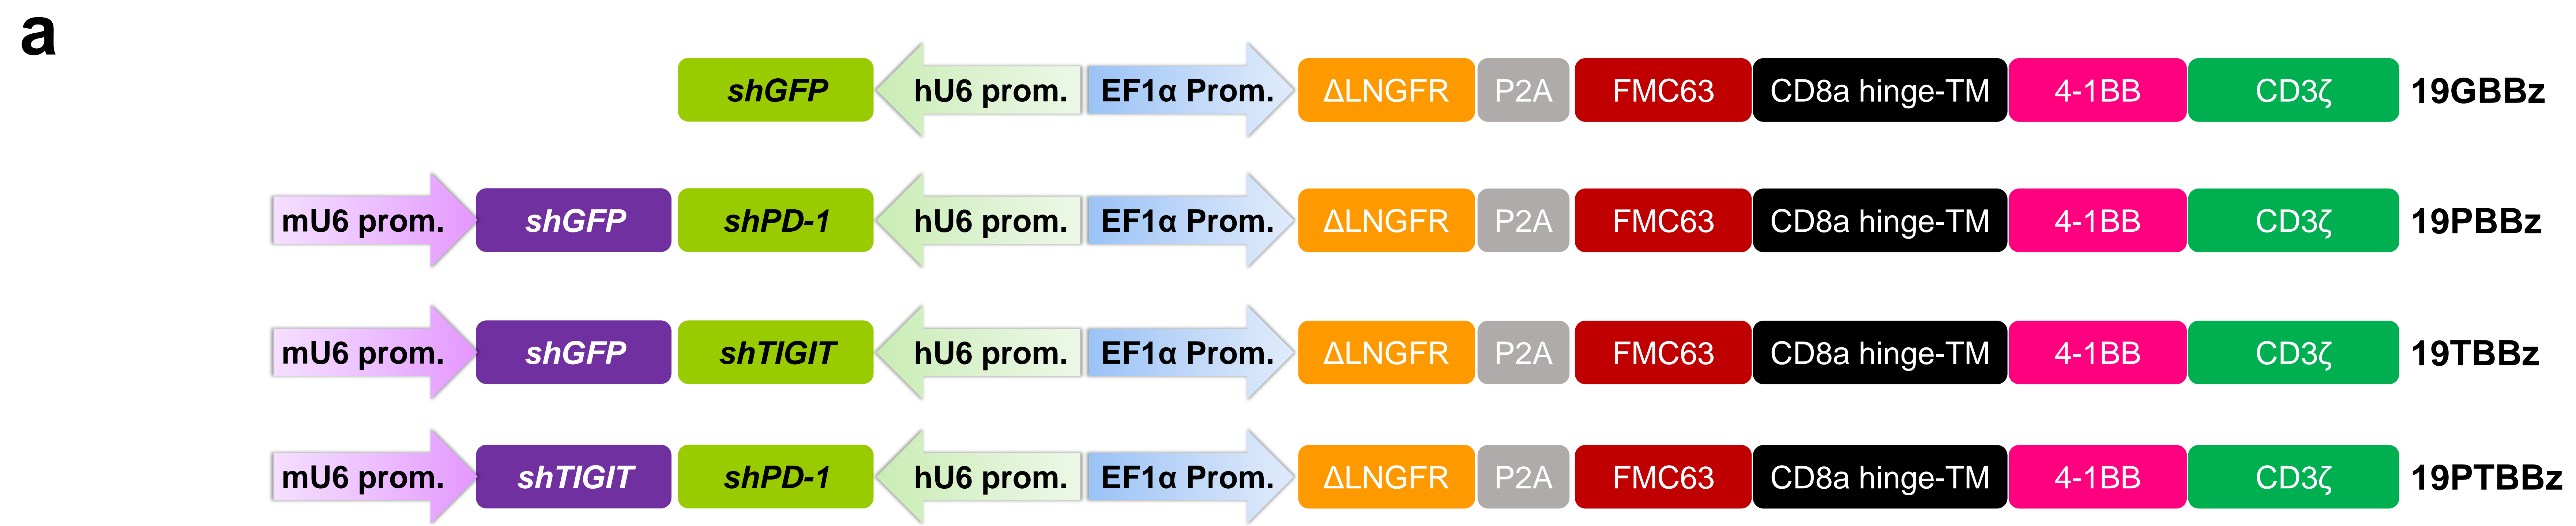 a
shGFP hU6 prom. EF1α Prom. ΔLNGFR P2A FMC63 CD8a hinge-TM 4-1BB CD3ζ 19GBBz
mU6 prom. shGFP shPD-1 hU6 prom. EF1α Prom. ΔLNGFR P2A FMC63 CD8a hinge-TM 4-1BB CD3ζ 19PBBz
mU6 prom. shGFP shTIGIT hU6 prom. EF1α Prom. ΔLNGFR P2A FMC63 CD8a hinge-TM 4-1BB CD3ζ 19TBBz
mU6 prom. shTIGIT shPD-1 hU6 prom. EF1α Prom. ΔLNGFR P2A FMC63 CD8a hinge-TM 4-1BB CD3ζ 19PTBBz